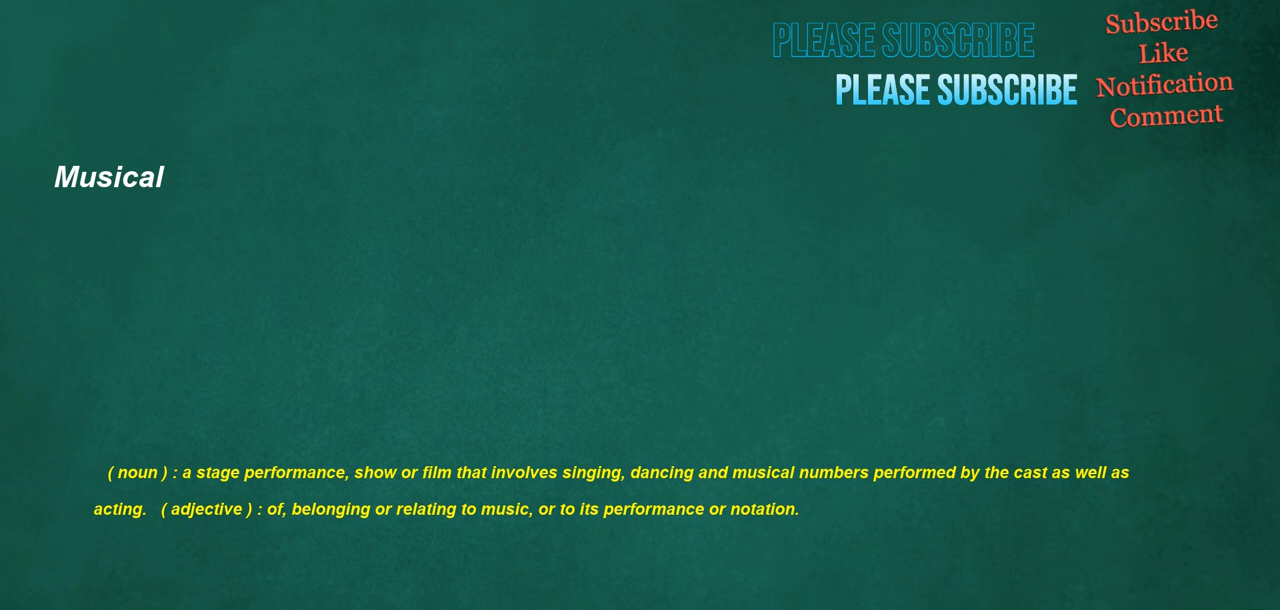 PLEASE SUBSCRIBE
PLEASE SUBSCRIBE
Subscribe
Like
Notification
Comment
Musical
( noun ) : a stage performance, show or film that involves singing, dancing and musical numbers performed by the cast as well as
acting. ( adjective ) : of, belonging or relating to music, or to its performance or notation.